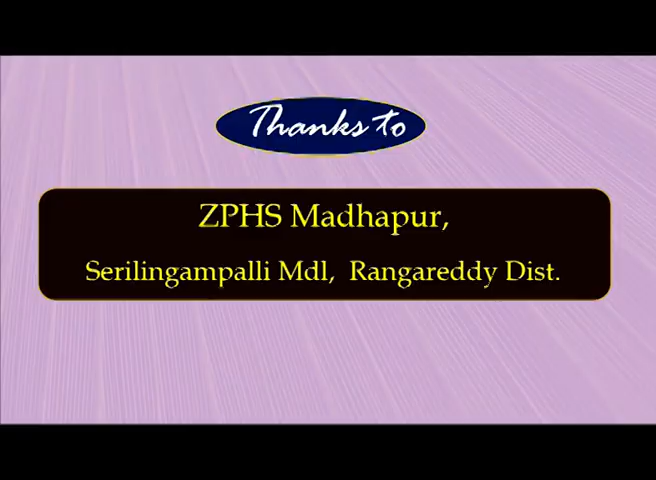 Thanks to
ZPHS Madhapur,
Serilingampalli Mdl, Rangareddy Dist.